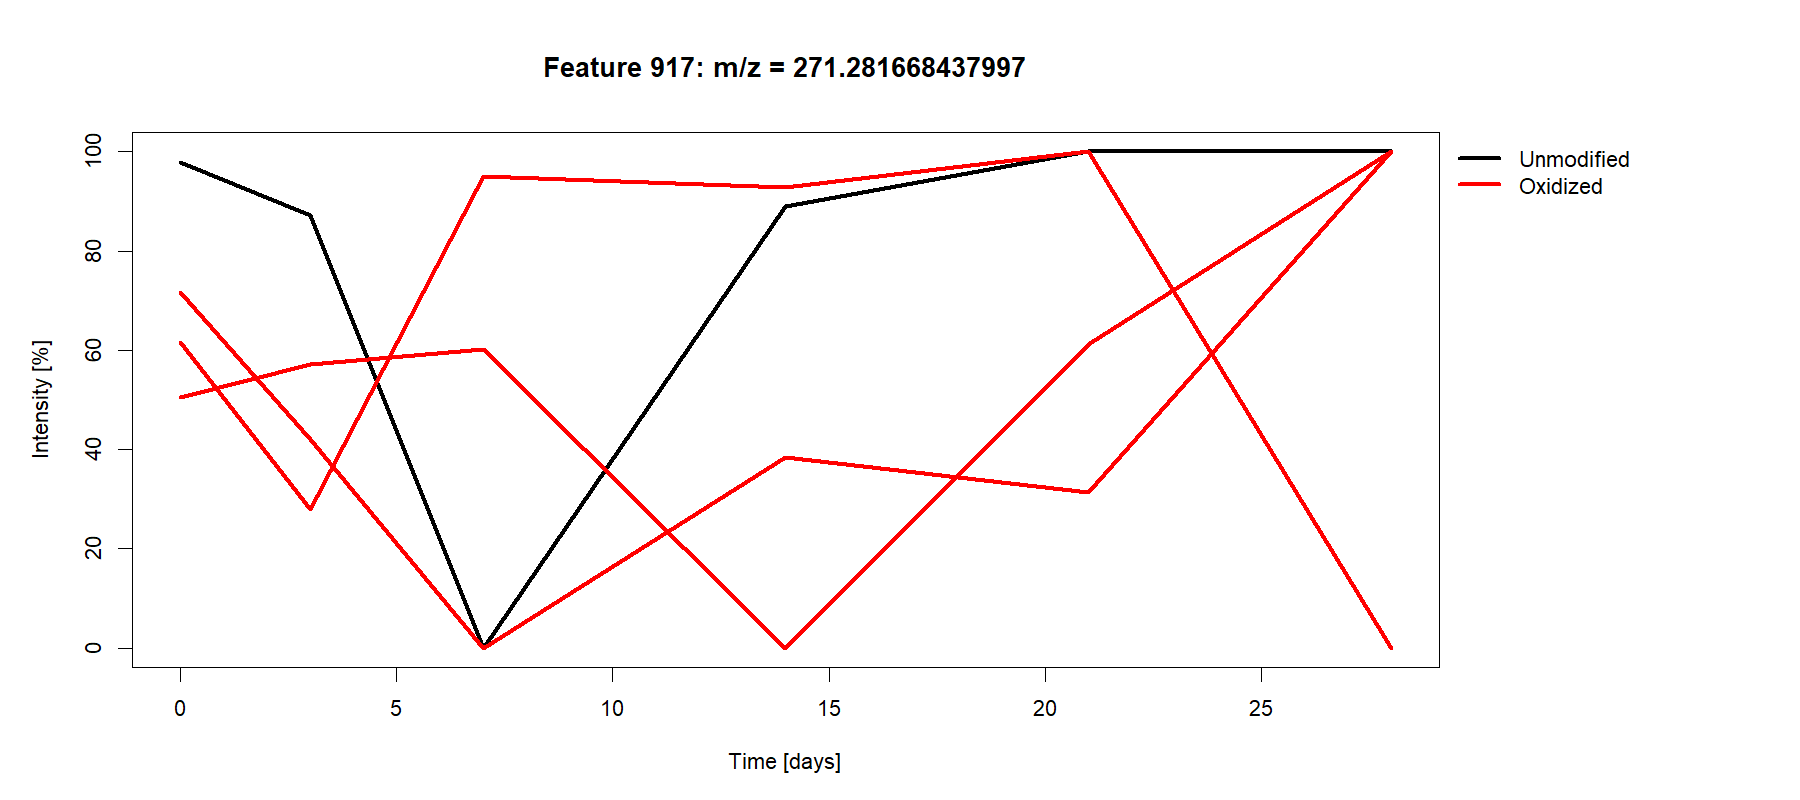 Feature 917: m/z = 271.281668437997
100
80
60
40
20
0
Intensity [%]
0 5 10 15 20 25
Time [days]
Unmodified
Oxidized